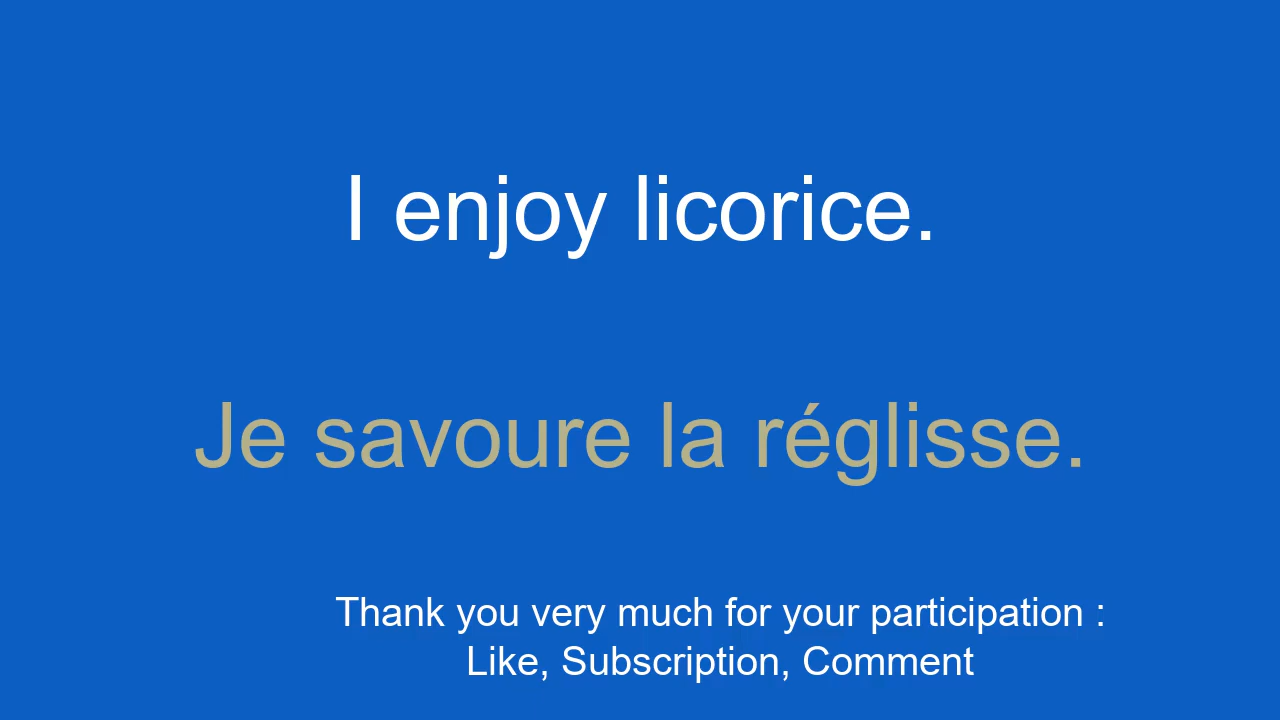 I enjoy licorice.
Je savoure la réglisse.
Thank you very much for your participation :
Like, Subscription, Comment